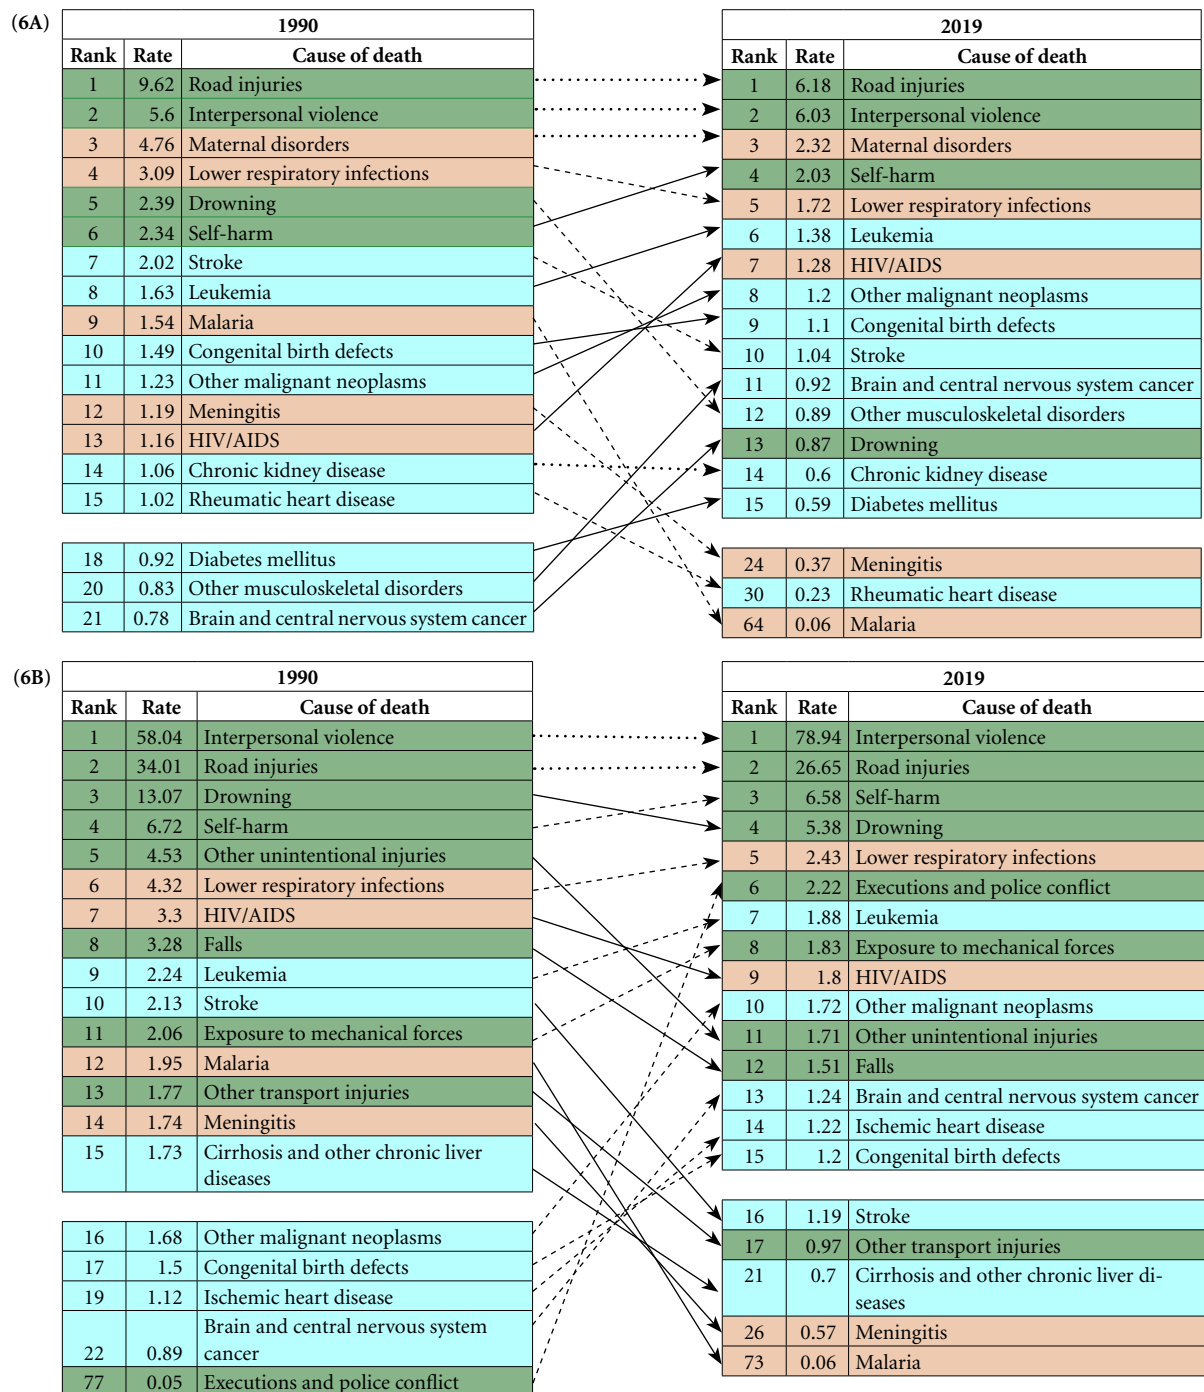 (6A)
1990
Rank Rate Cause of death
1 9.62 Road injuries
2 5.6 Interpersonal violence
3 4.76 Maternal disorders
4 3.09 Lower respiratory infections
5 2.39 Drowning
6 2.34 Self-harm
7 2.02 Stroke
8 1.63 Leukemia
9 1.54 Malaria
10 1.49 Congenital birth defects
11 1.23 Other malignant neoplasms
12 1.19 Meningitis
13 1.16 HIV/AIDS
14 1.06 Chronic kidney disease
15 1.02 Rheumatic heart disease
18 0.92 Diabetes mellitus
20 0.83 Other musculoskeletal disorders
21 0.78 Brain and central nervous system cancer
2019
Rank Rate Cause of death
1 6.18 Road injuries
2 6.03 Interpersonal violence
3 2.32 Maternal disorders
4 2.03 Self-harm
5 1.72 Lower respiratory infections
6 1.38 Leukemia
7 1.28 HIV/AIDS
8 1.2 Other malignant neoplasms
9 1.1 Congenital birth defects
10 1.04 Stroke
11 0.92 Brain and central nervous system cancer
12 0.89 Other musculoskeletal disorders
13 0.87 Drowning
14 0.6 Chronic kidney disease
15 0.59 Diabetes mellitus
24 0.37 Meningitis
30 0.23 Rheumatic heart disease
64 0.06 Malaria
(6B)
1990
Rank Rate Cause of death
1 58.04 Interpersonal violence
2 34.01 Road injuries
3 13.07 Drowning
4 6.72 Self-harm
5 4.53 Other unintentional injuries
6 4.32 Lower respiratory infections
7 3.3 HIV/AIDS
8 3.28 Falls
9 2.24 Leukemia
10 2.13 Stroke
11 2.06 Exposure to mechanical forces
12 1.95 Malaria
13 1.77 Other transport injuries
14 1.74 Meningitis
15 1.73 Cirrhosis and other chronic liver
diseases
16 1.68 Other malignant neoplasms
17 1.5 Congenital birth defects
19 1.12 Ischemic heart disease
Brain and central nervous system
22 0.89 cancer
77 0.05 Executions and police conflict
2019
Rank Rate Cause of death
1 78.94 Interpersonal violence
2 26.65 Road injuries
3 6.58 Self-harm
4 5.38 Drowning
5 2.43 Lower respiratory infections
6 2.22 Executions and police conflict
7 1.88 Leukemia
8 1.83 Exposure to mechanical forces
9 1.8 HIV/AIDS
10 1.72 Other malignant neoplasms
11 1.71 Other unintentional injuries
12 1.51 Falls
13 1.24 Brain and central nervous system cancer
14 1.22 Ischemic heart disease
15 1.2 Congenital birth defects
16 1.19 Stroke
17 0.97 Other transport injuries
21 0.7 Cirrhosis and other chronic liver di-
seases
26 0.57 Meningitis
73 0.06 Malaria